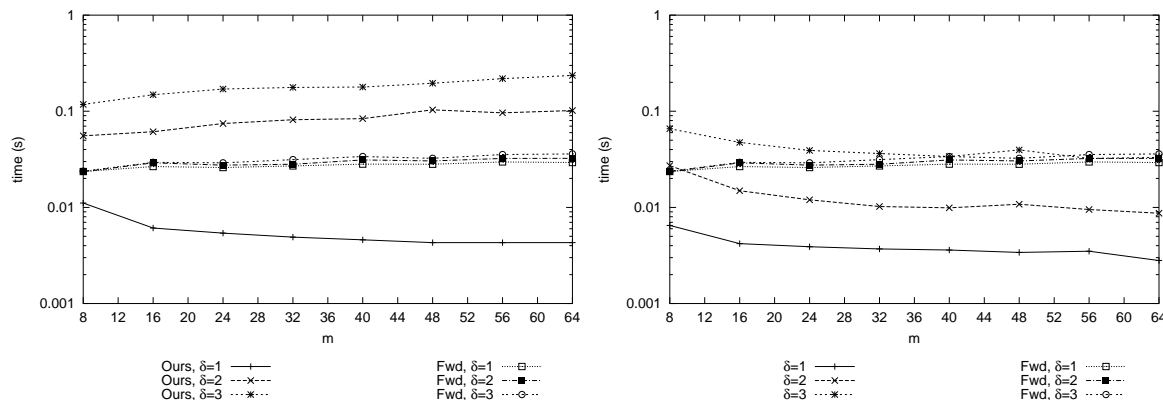 1
0.1
0.01
0.001
time (s)
8 12 16 20 24 28 32 36 40 44 48 52 56 60 64
m
Ours, δ=1
Ours, δ=2
Ours, δ=3
Fwd, δ=1
Fwd, δ=2
Fwd, δ=3
1
0.1
0.01
0.001
time (s)
8 12 16 20 24 28 32 36 40 44 48 52 56 60 64
m
δ=1
δ=2
δ=3
Fwd, δ=1
Fwd, δ=2
Fwd, δ=3